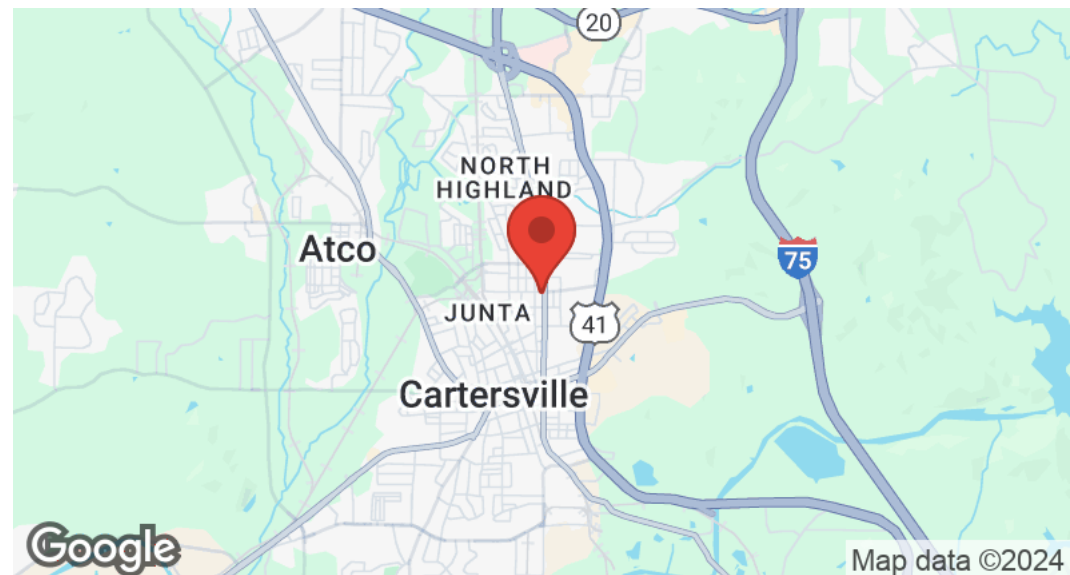 20
NORTH
HIGHLAND
Atco
75
JUNTA
41
Cartersville
Google
Map data ©2024